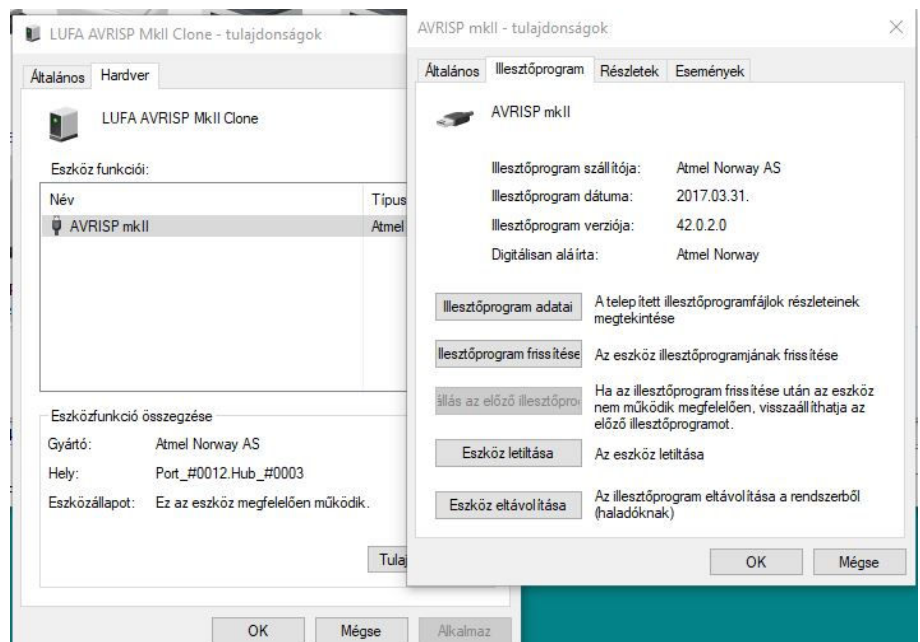 LUFA AVRISP MkII Clone - tulajdonságok
Általános
Hardver
LUFA AVRISP MkII Clone
Eszköz funkciói:
Név
Típus
AVRISP mkII
Atmel
Eszközfunkció összegzése
Gyártó: Atmel Norway AS
Hely: Port_#0012.Hub_#0003
Eszközállapot: Ez az eszköz megfelelően működik.
Tulaj
OK
Mégse
Alkalmaz
AVRISP mkII - tulajdonságok
Általános
Illesztőprogram
Részletek
Események
AVRISP mkII
Illesztőprogram szállítója: Atmel Norway AS
Illesztőprogram dátuma: 2017.03.31.
Illesztőprogram verziója: 42.0.2.0
Digitálisan aláírta: Atmel Norway
Illesztőprogram adatai
A telepített illesztőprogramfájlok részleteinek
megtekintése
llesztőprogram frissítése
Az eszköz illesztőprogramjának frissítése
állás az előző illesztőpro
Ha az illesztőprogram frissítése után az eszköz
nem működik megfelelően, visszaállíthatja az
előző illesztőprogramot.
Eszköz letiltása
Az eszköz letiltása
Eszköz eltávolítása
Az illesztőprogram eltávolítása a rendszerből
(haladóknak)
OK
Mégse